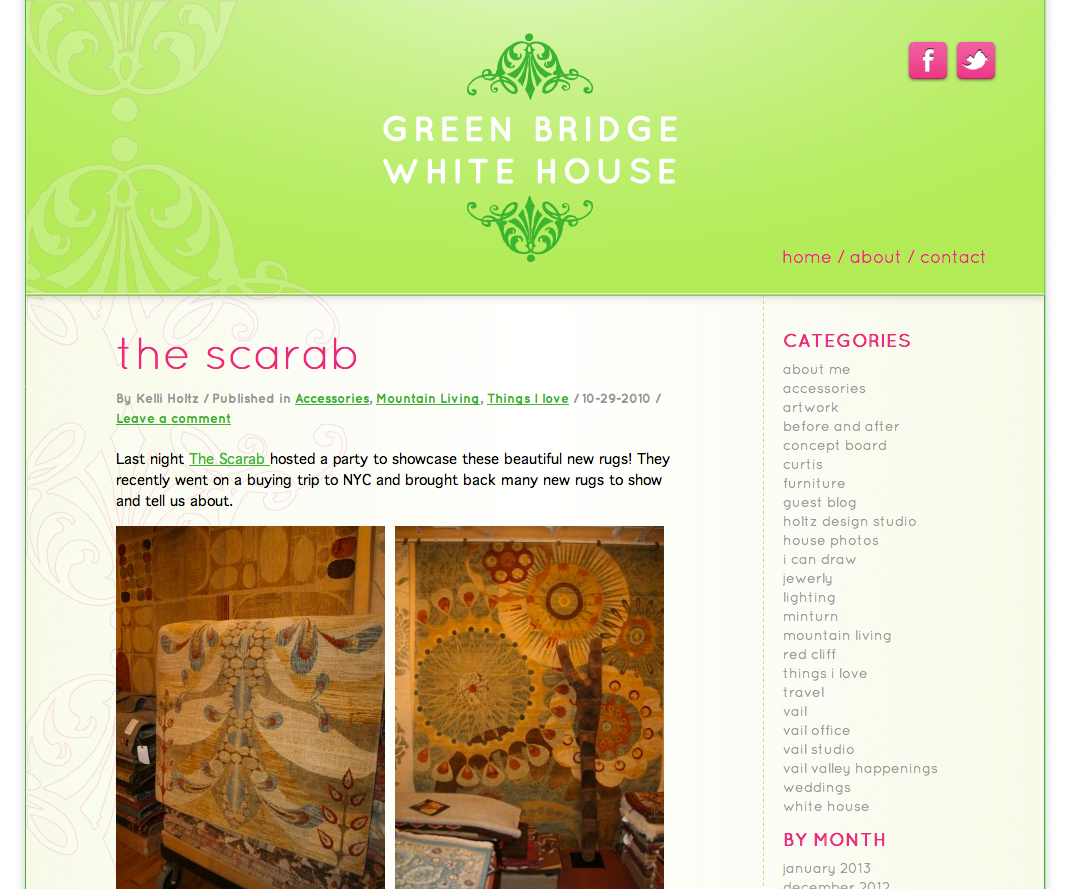 GREEN BRIDGE
WHITE HOUSE
home / about / contact
the scarab
By Kelli Holtz / Published in Accessories, Mountain Living, Things I love / 10-29-2010 /
Leave a comment
Last night The Scarab hosted a party to showcase these beautiful new rugs! They
recently went on a buying trip to NYC and brought back many new rugs to show
and tell us about.
CATEGORIES
about me
accessories
artwork
before and after
concept board
curtis
furniture
guest blog
holtz design studio
house photos
i can draw
jewerly
lighting
minturn
mountain living
red cliff
things i love
travel
vail
vail office
vail studio
vail valley happenings
weddings
white house
BY MONTH
january 2013
december 2012